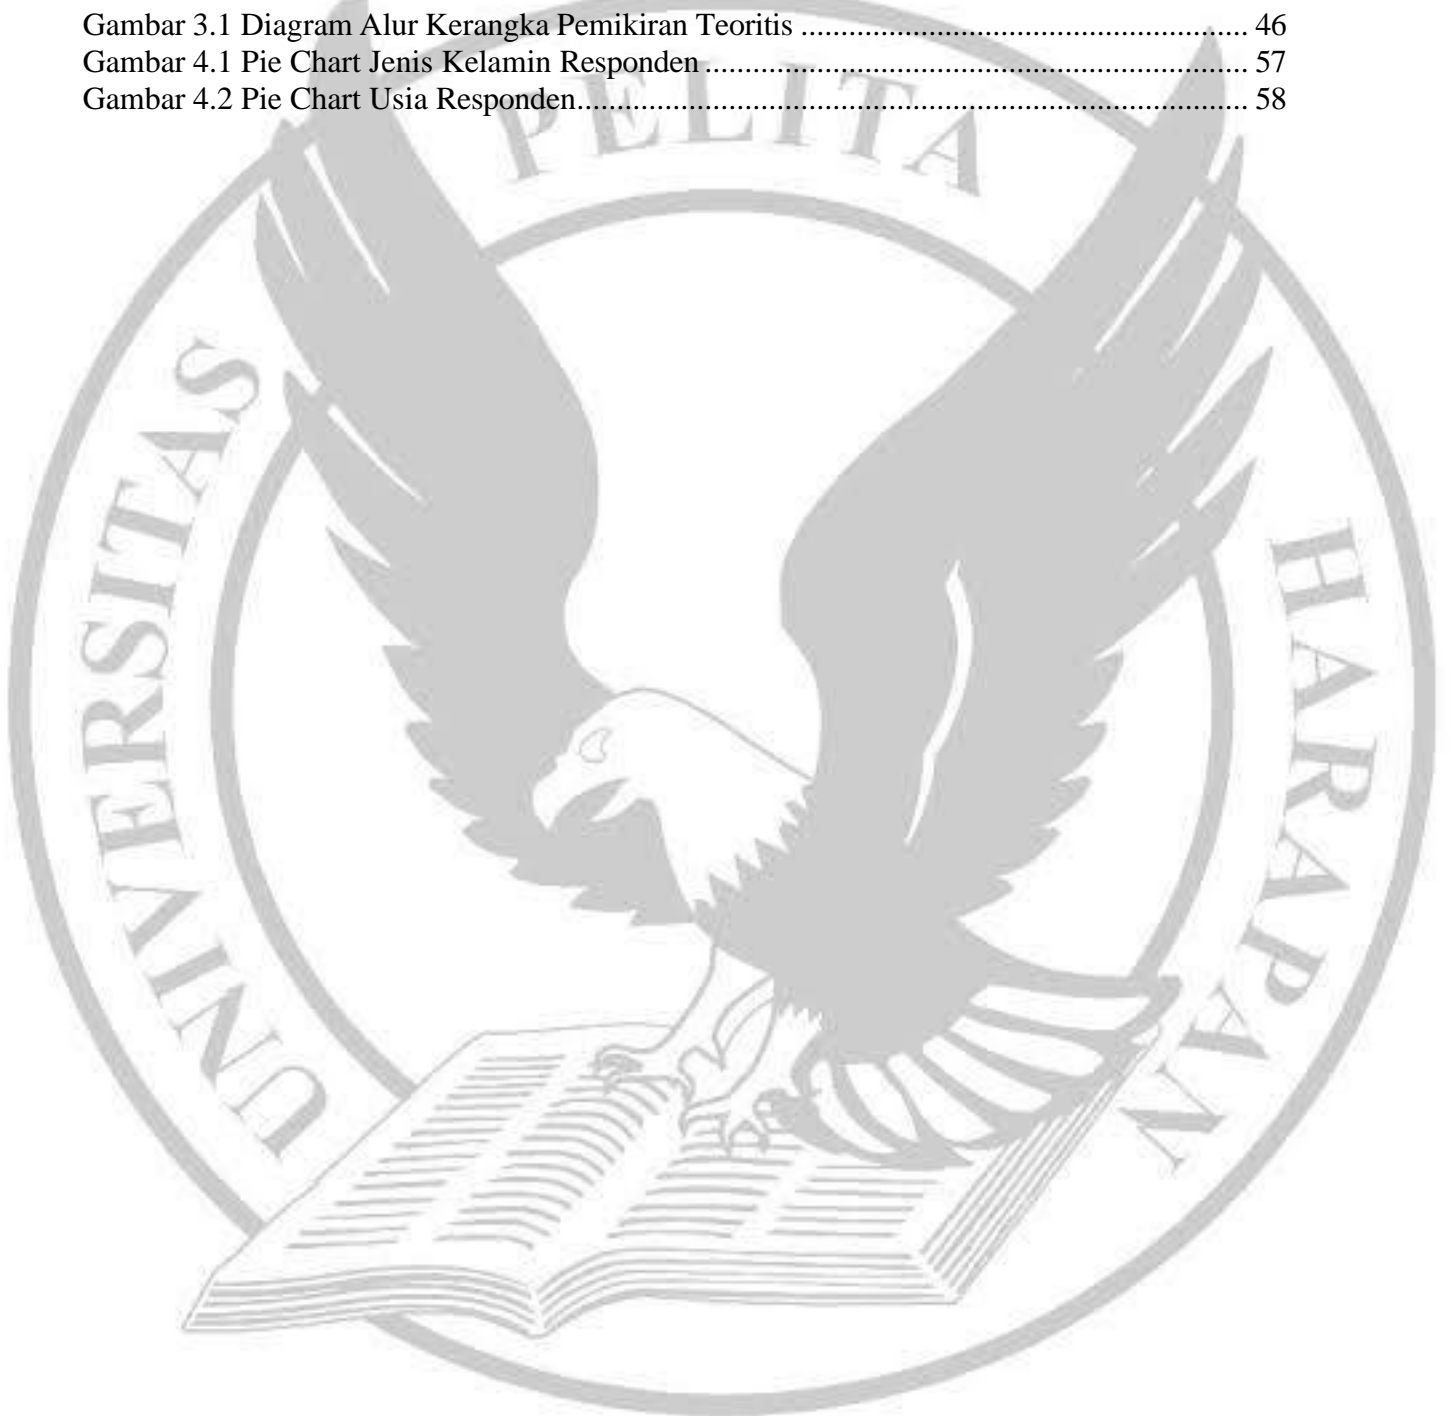 Gambar 3.1 Diagram Alur Kerangka Pemikiran Teoritis ........................................................ 46
Gambar 4.1 Pie Chart Jenis Kelamin Responden .................................................................... 57
Gambar 4.2 Pie Chart Usia Responden................................................................................... 58
UNIVERSITAS PELITA HARAPAN